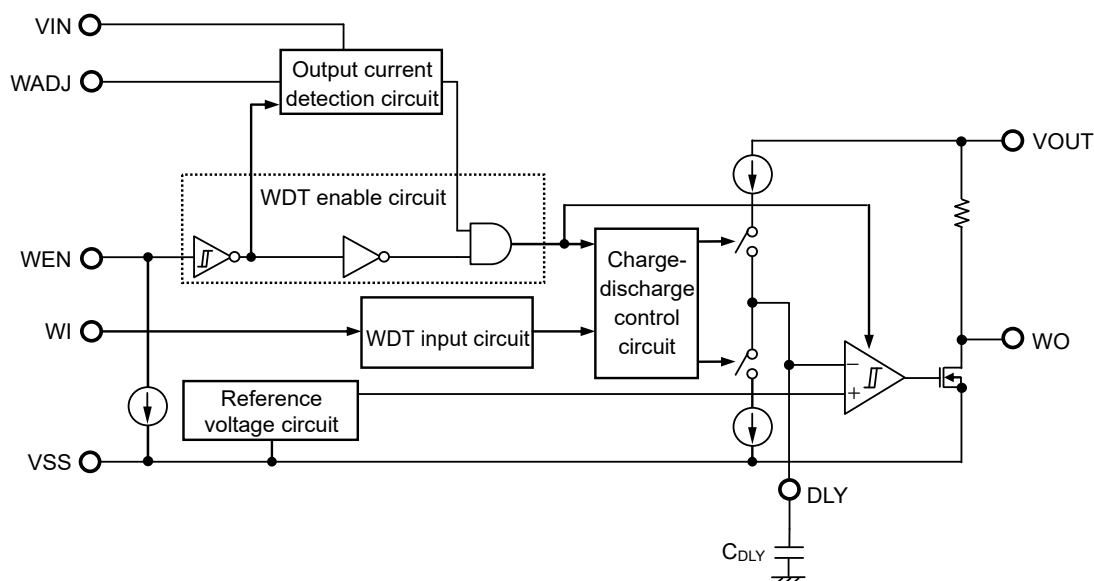 VIN
WADJ
Output current
detection circuit
VOUT
WDT enable circuit
WEN
Charge-
discharge
control
circuit
WI
WDT input circuit
WO
−
+
Reference
voltage circuit
VSS
DLY
CDLY